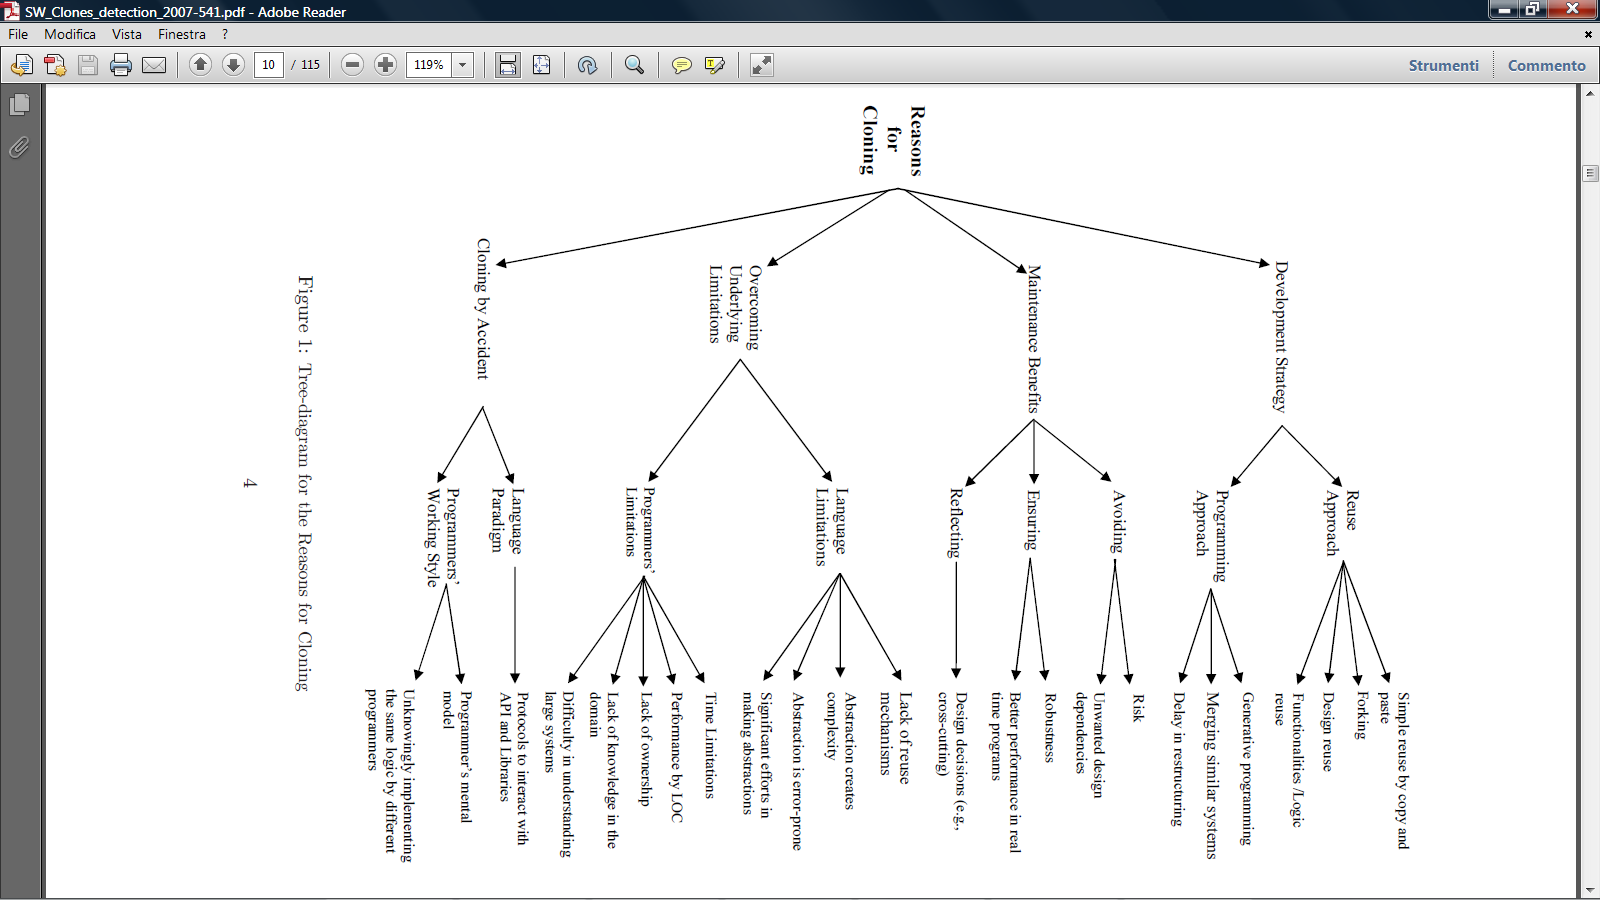 SW_Clones_detection_2007-541.pdf - Adobe Reader
File Modifica Vista Finestra ?
10 / 115 119% Strumenti Commento
Reasons
for
Cloning
Development Strategy
Maintenance Benefits
Overcoming
Underlying
Limitations
Cloning by Accident
Reuse
Approach
Programming
Approach
Avoiding
Ensuring
Reflecting
Language
Limitations
Programmers’
Limitations
Language
Paradigm
Programmers’
Working Style
Simple reuse by copy and
paste
Forking
Design reuse
Functionalities /Logic
reuse
Generative programming
Merging similar systems
Delay in restructuring
Risk
Unwanted design
dependencies
Robustness
Better performance in real
time programs
Design decisions (e.g.,
cross-cutting)
Lack of reuse
mechanisms
Abstraction creates
complexity
Abstraction is error-prone
Significant efforts in
making abstractions
Time Limitations
Performance by LOC
Lack of ownership
Lack of knowledge in the
domain
Difficulty in understanding
large systems
Protocols to interact with
API and Libraries
Programmer’s mental
model
Unknowingly implementing
the same logic by different
programmers
Figure 1: Tree-diagram for the Reasons for Cloning
4